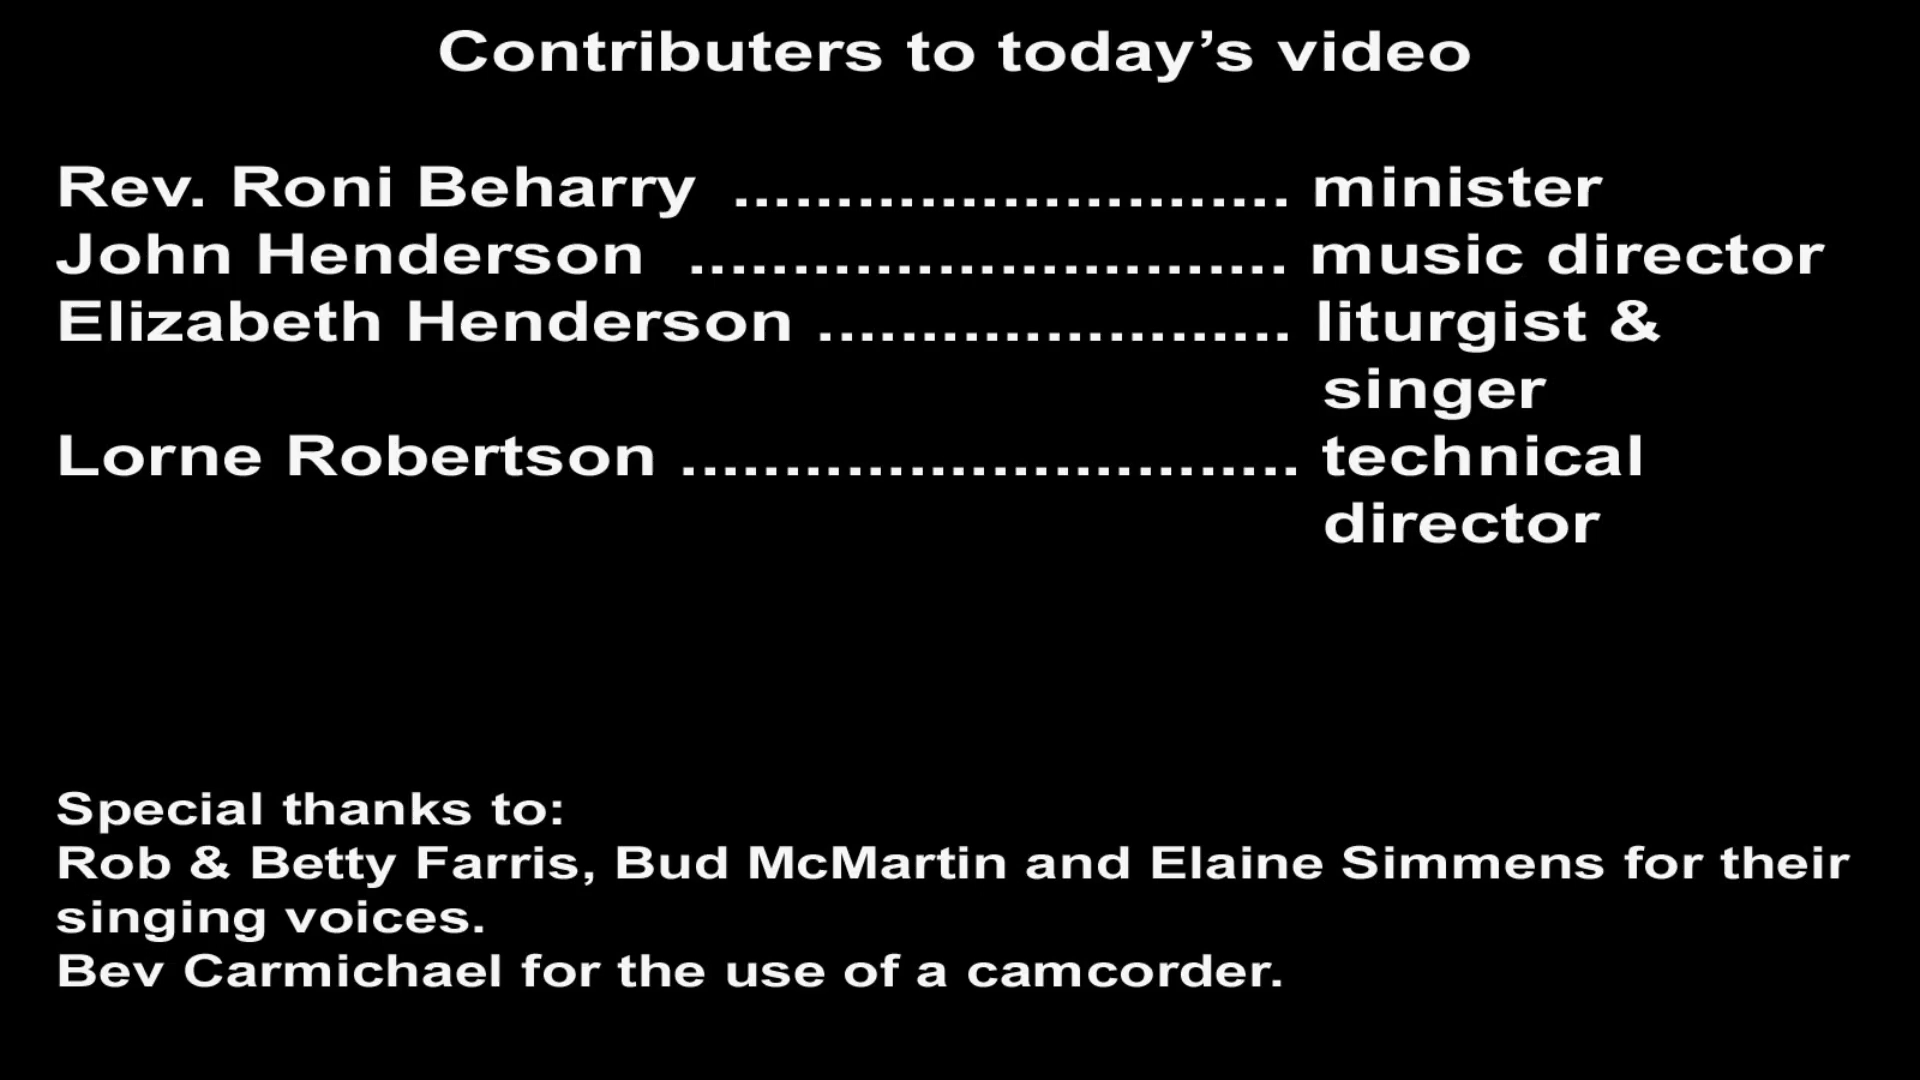 Contributers to today’s video
Rev. Roni Beharry ........................... minister
John Henderson ............................. music director
Elizabeth Henderson ....................... liturgist &
singer
Lorne Robertson .............................. technical
director
Special thanks to:
Rob & Betty Farris, Bud McMartin and Elaine Simmens for their
singing voices.
Bev Carmichael for the use of a camcorder.